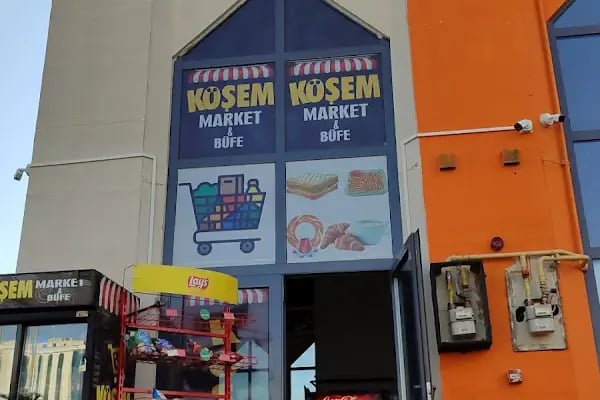 KÖŞEM
MARKET
&
BÜFE
KÖŞEM
MARKET
&
BÜFE
ŞEM MARKET
&
BÜFE
Lay's